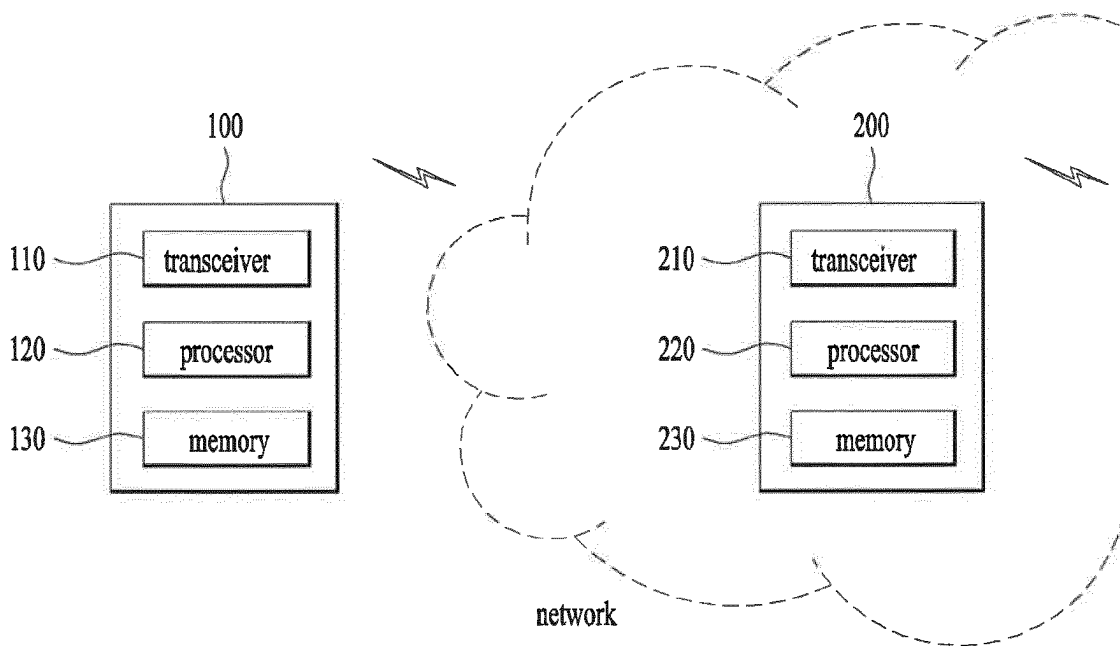 100
200
110
transceiver
210
transceiver
120
processor
220
processor
130
memory
230
memory
network